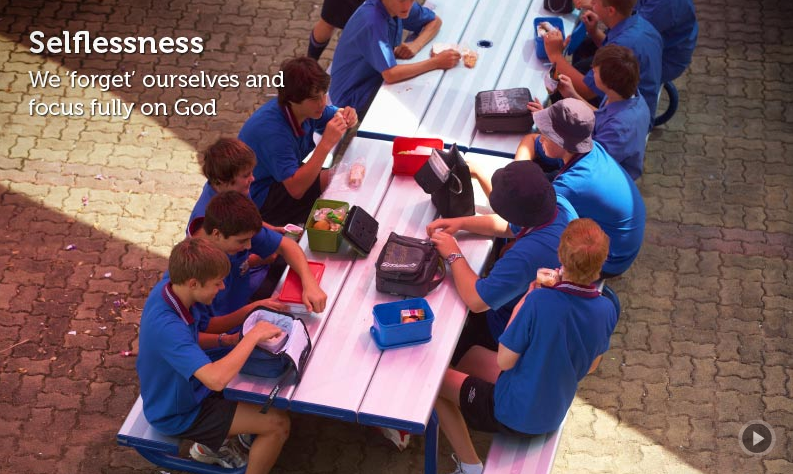 Selflessness
We ‘forget’ ourselves and
focus fully on God